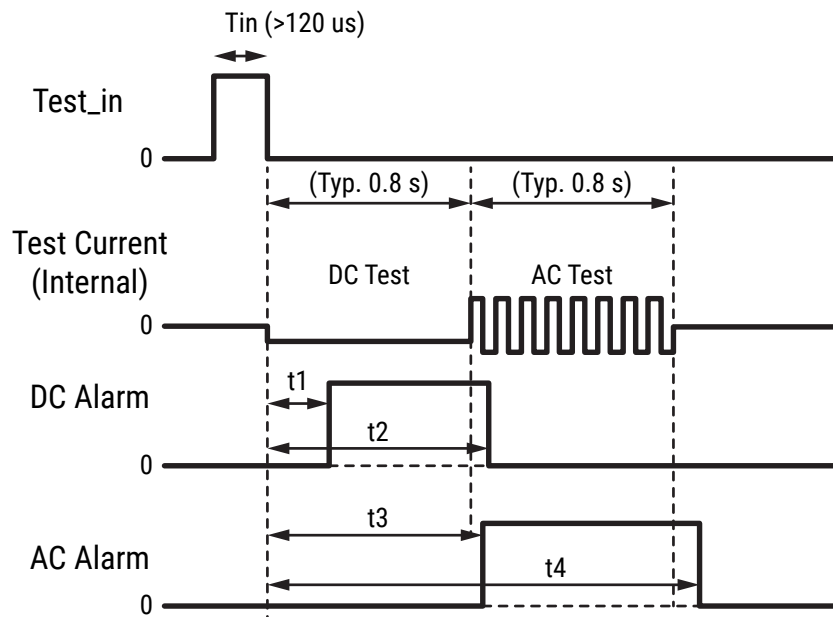 Tin (>120 us)
Test_in
0
(Typ. 0.8 s)
(Typ. 0.8 s)
Test Current
(Internal)
DC Test
AC Test
0
t1
DC Alarm
t2
0
t3
AC Alarm
t4
0